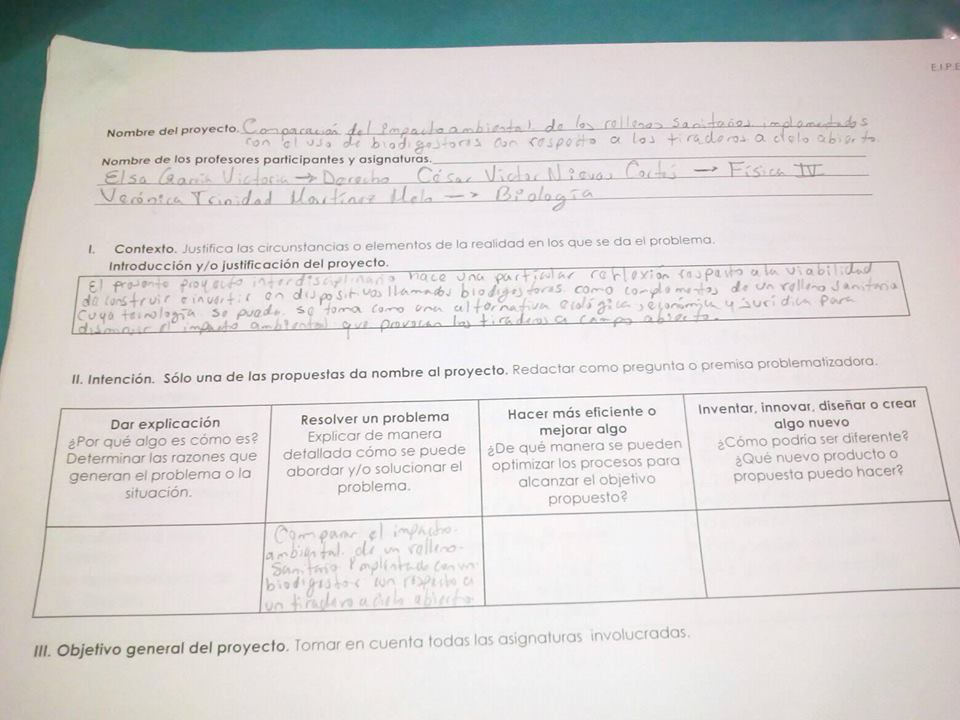 E.I.P.E
Nombre del proyecto. Comparación del impacto ambiental de los rellenos sanitarios implementados
con el uso de biodigestores con respecto a los tiraderos a cielo abierto.
Nombre de los profesores participantes y asignaturas.
Elsa García Victoria → Derecho César Victor Nieves Cortés → Física IV
Verónica Trinidad Martínez Melo → Biología
I. Contexto. Justifica las circunstancias o elementos de la realidad en los que se da el problema.
Introducción y/o justificación del proyecto.
El presente proyecto interdisciplinario hace una particular reflexión respecto a la viabilidad
de construir e invertir en dispositivos llamados biodigestores como complementos de un relleno sanitario
cuya tecnología se puede se toma como una alternativa ecológica, económica y jurídica para
disminuir el impacto ambiental que provocan los tiraderos a campo abierto.
II. Intención. Sólo una de las propuestas da nombre al proyecto. Redactar como pregunta o premisa problematizadora.
Dar explicación
¿Por qué algo es cómo es?
Determinar las razones que
generan el problema o la
situación.
Resolver un problema
Explicar de manera
detallada cómo se puede
abordar y/o solucionar el
problema.
Hacer más eficiente o
mejorar algo
¿De qué manera se pueden
optimizar los procesos para
alcanzar el objetivo
propuesto?
Inventar, innovar, diseñar o crear
algo nuevo
¿Cómo podría ser diferente?
¿Qué nuevo producto o
propuesta puedo hacer?
Comparar el impacto
ambiental de un relleno
Sanitario con un
biodigestor con respecto a
un tiradero a cielo abierto
III. Objetivo general del proyecto. Tomar en cuenta todas las asignaturas involucradas.